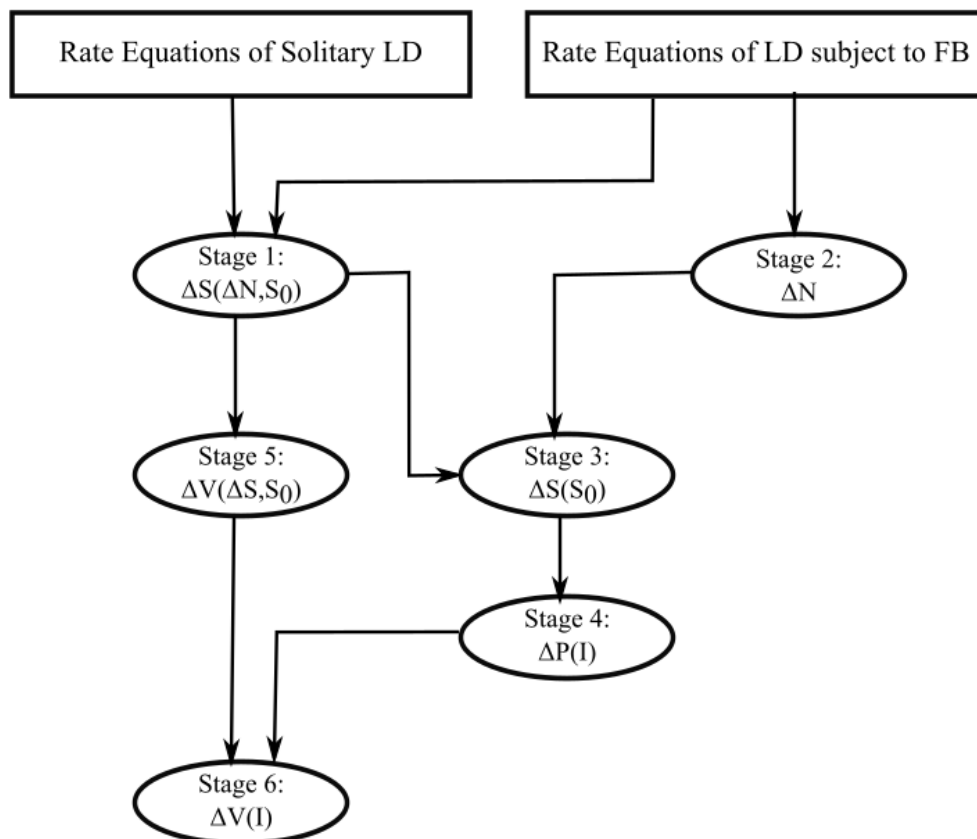 Rate Equations of Solitary LD
Rate Equations of LD subject to FB
Stage 1:
ΔS(ΔN,S₀)
Stage 2:
ΔN
Stage 5:
ΔV(ΔS,S₀)
Stage 3:
ΔS(S₀)
Stage 4:
ΔP(I)
Stage 6:
ΔV(I)